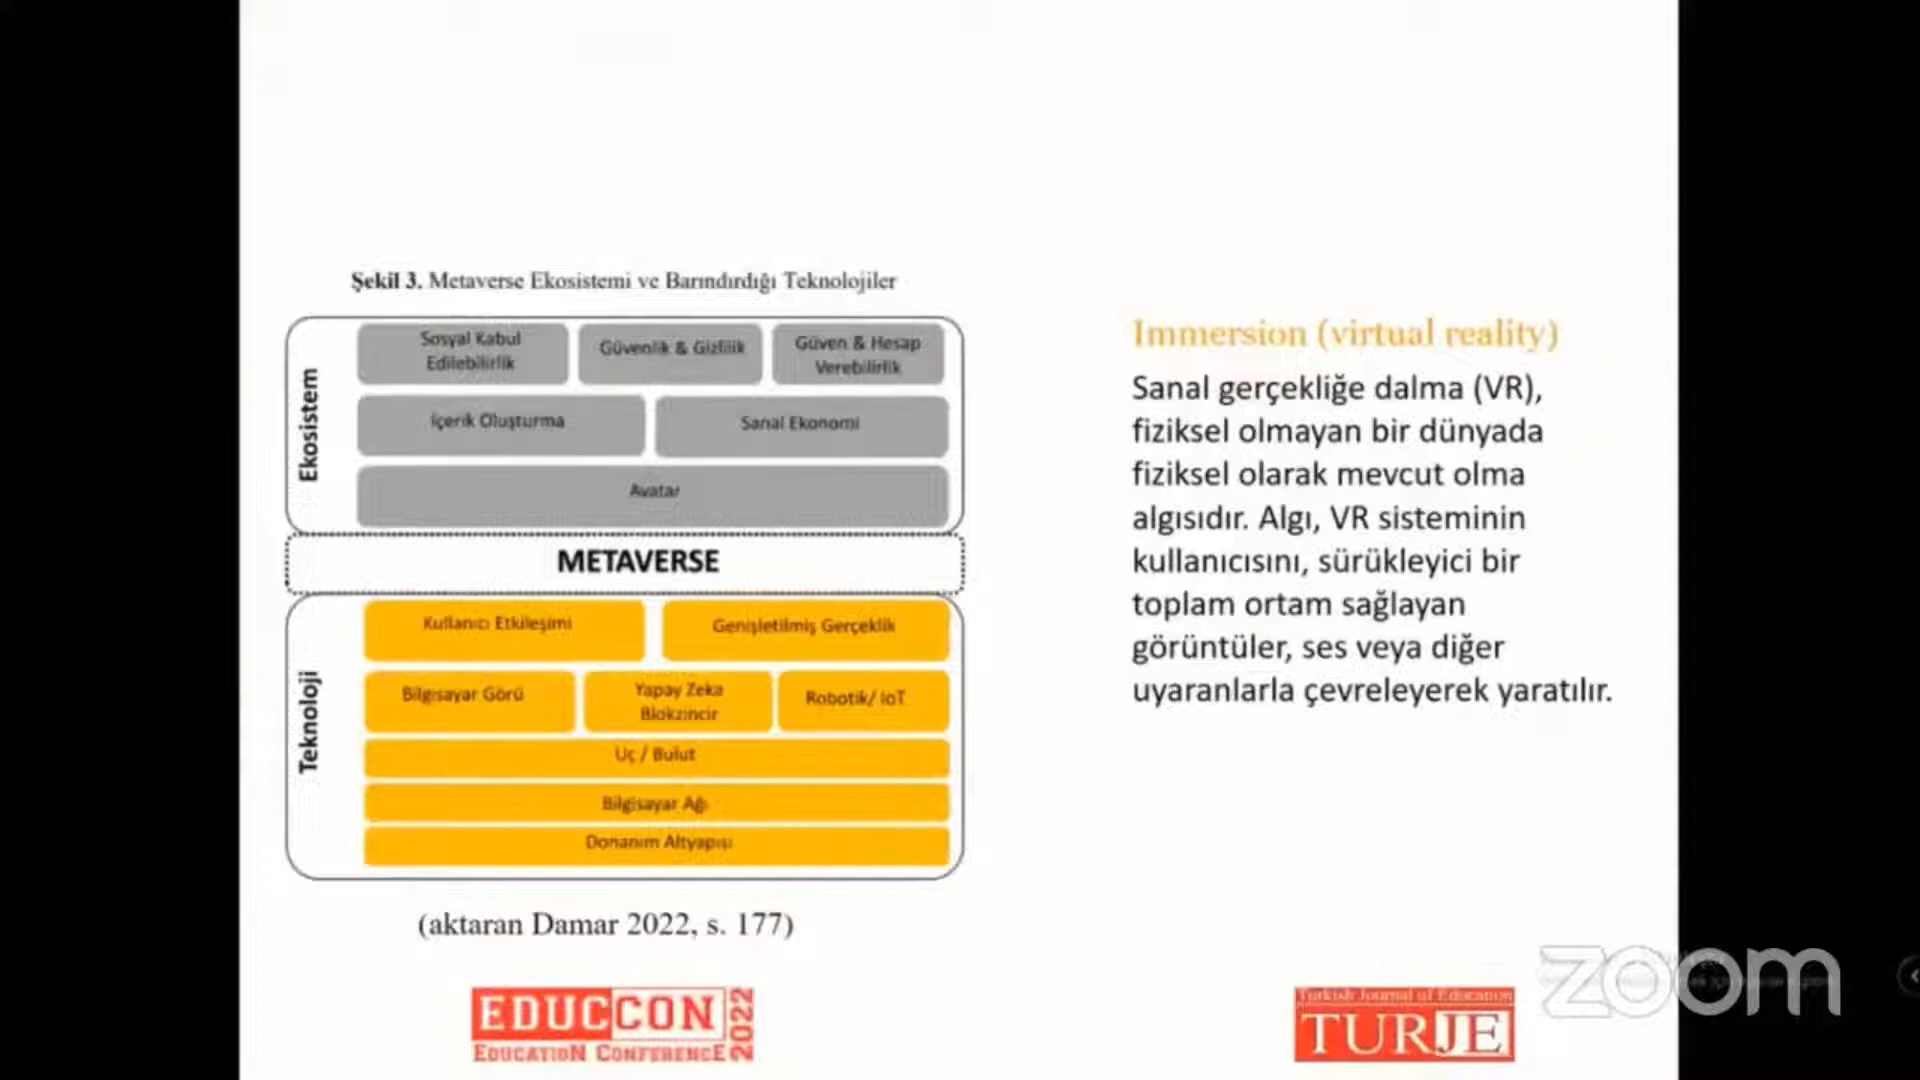 Şekil 3. Metaverse Ekosistemi ve Barındırdığı Teknolojiler
Ekosistem
Sosyal Kabul
Edilebilirlik
Güvenlik & Gizlilik
Güven & Hesap
Verebilirlik
İçerik Oluşturma
Sanal Ekonomi
Avatar
METAVERSE
Teknoloji
Kullanıcı Etkileşimi
Genişletilmiş Gerçeklik
Bilgisayar Görü
Yapay Zeka
Blokzincir
Robotik/ IoT
Uç / Bulut
Bilgisayar Ağı
Donanım Altyapısı
(aktaran Damar 2022, s. 177)
Immersion (virtual reality)
Sanal gerçekliğe dalma (VR),
fiziksel olmayan bir dünyada
fiziksel olarak mevcut olma
algısıdır. Algı, VR sisteminin
kullanıcısını, sürükleyici bir
toplam ortam sağlayan
görüntüler, ses veya diğer
uyaranlarla çevreleyerek yaratılır.
EDUCCON
2022
EDUCATION CONFERENCE
Turkish Journal of Education
TURJE
zoom